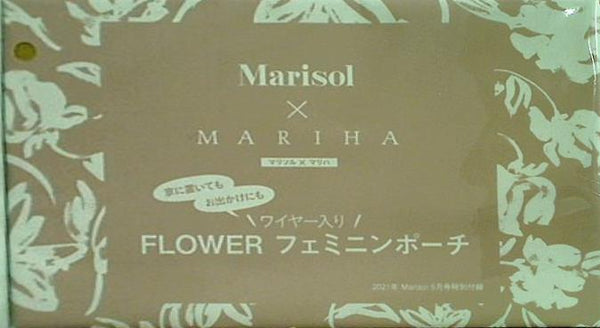 Marisol
×
MARIHA
マリソル × マリハ
家に置いても
お出かけにも
\ ワイヤー入り /
FLOWER フェミニンポーチ
2021年 Marisol 5月号特別付録